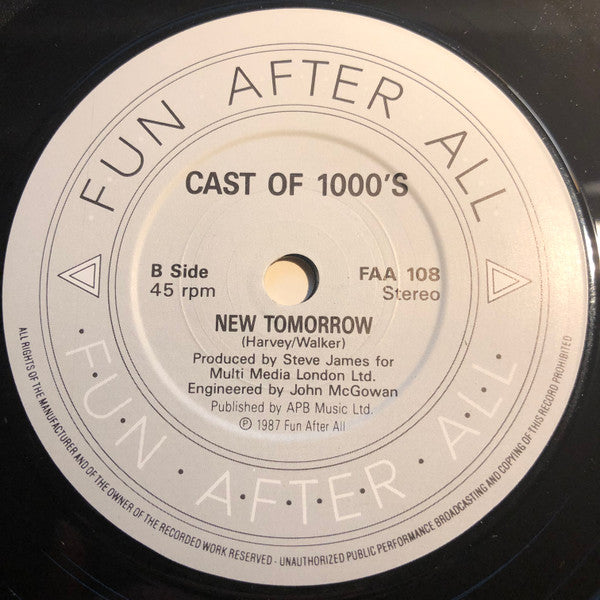 FUN AFTER ALL
CAST OF 1000'S
B Side
45 rpm
FAA 108
Stereo
NEW TOMORROW
(Harvey/Walker)
Produced by Steve James for
Multi Media London Ltd.
Engineered by John McGowan
Published by APB Music Ltd.
℗ 1987 Fun After All
·F·U·N· ·A·F·T·E·R· ·A·L·L·
ALL RIGHTS OF THE MANUFACTURER AND OF THE OWNER OF THE RECORDED WORK RESERVED - UNAUTHORIZED PUBLIC PERFORMANCE BROADCASTING AND COPYING OF THIS RECORD PROHIBITED